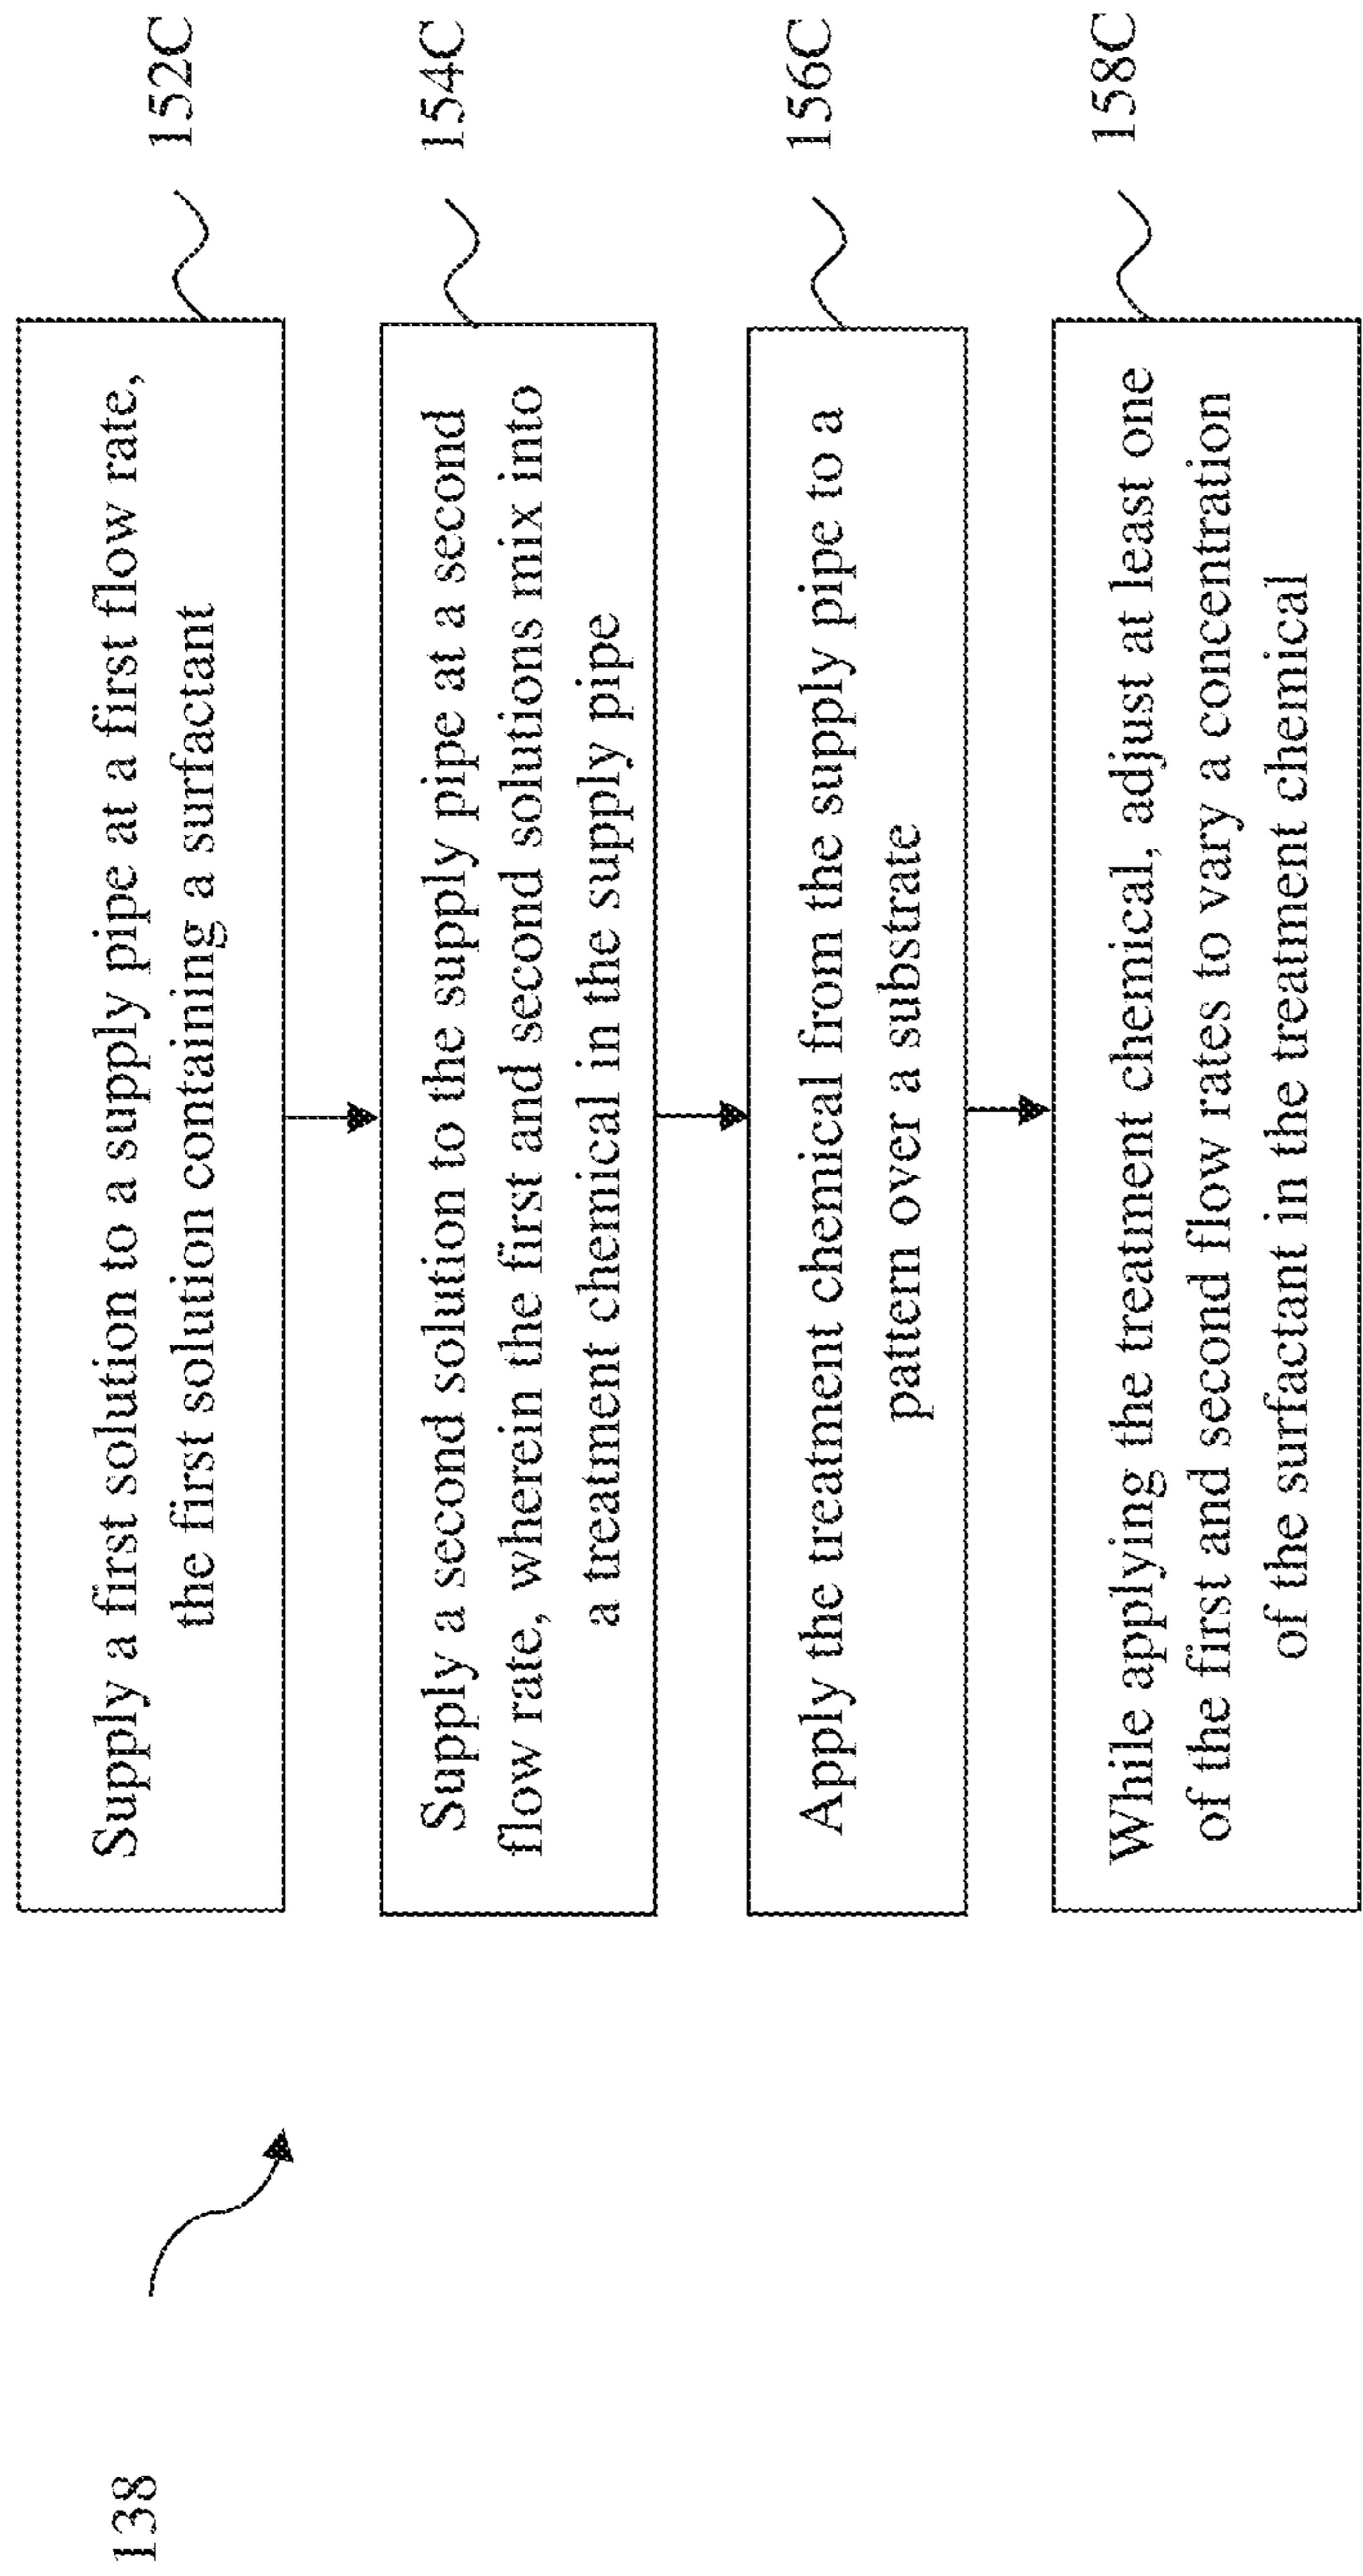 138
Supply a first solution to a supply pipe at a first flow rate,
the first solution containing a surfactant
152C
Supply a second solution to the supply pipe at a second
flow rate, wherein the first and second solutions mix into
a treatment chemical in the supply pipe
154C
Apply the treatment chemical from the supply pipe to a
pattern over a substrate
156C
While applying the treatment chemical, adjust at least one
of the first and second flow rates to vary a concentration
of the surfactant in the treatment chemical
158C